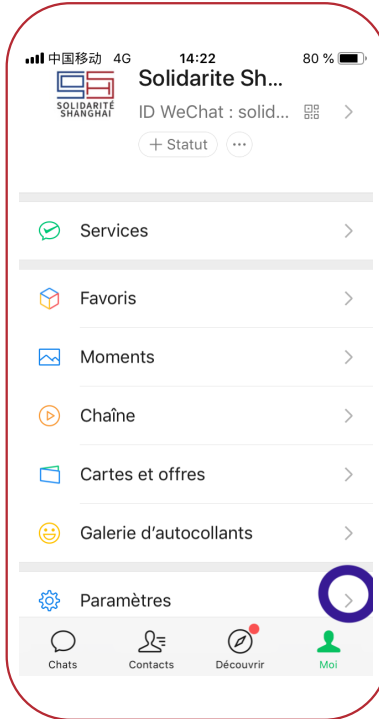 中国移动 4G 14:22 80 %
Solidarite Sh...
SOLIDARITÉ
SHANGHAI
ID WeChat : solid...
+ Statut
Services
Favoris
Moments
Chaîne
Cartes et offres
Galerie d'autocollants
Paramètres
Chats Contacts Découvrir Moi